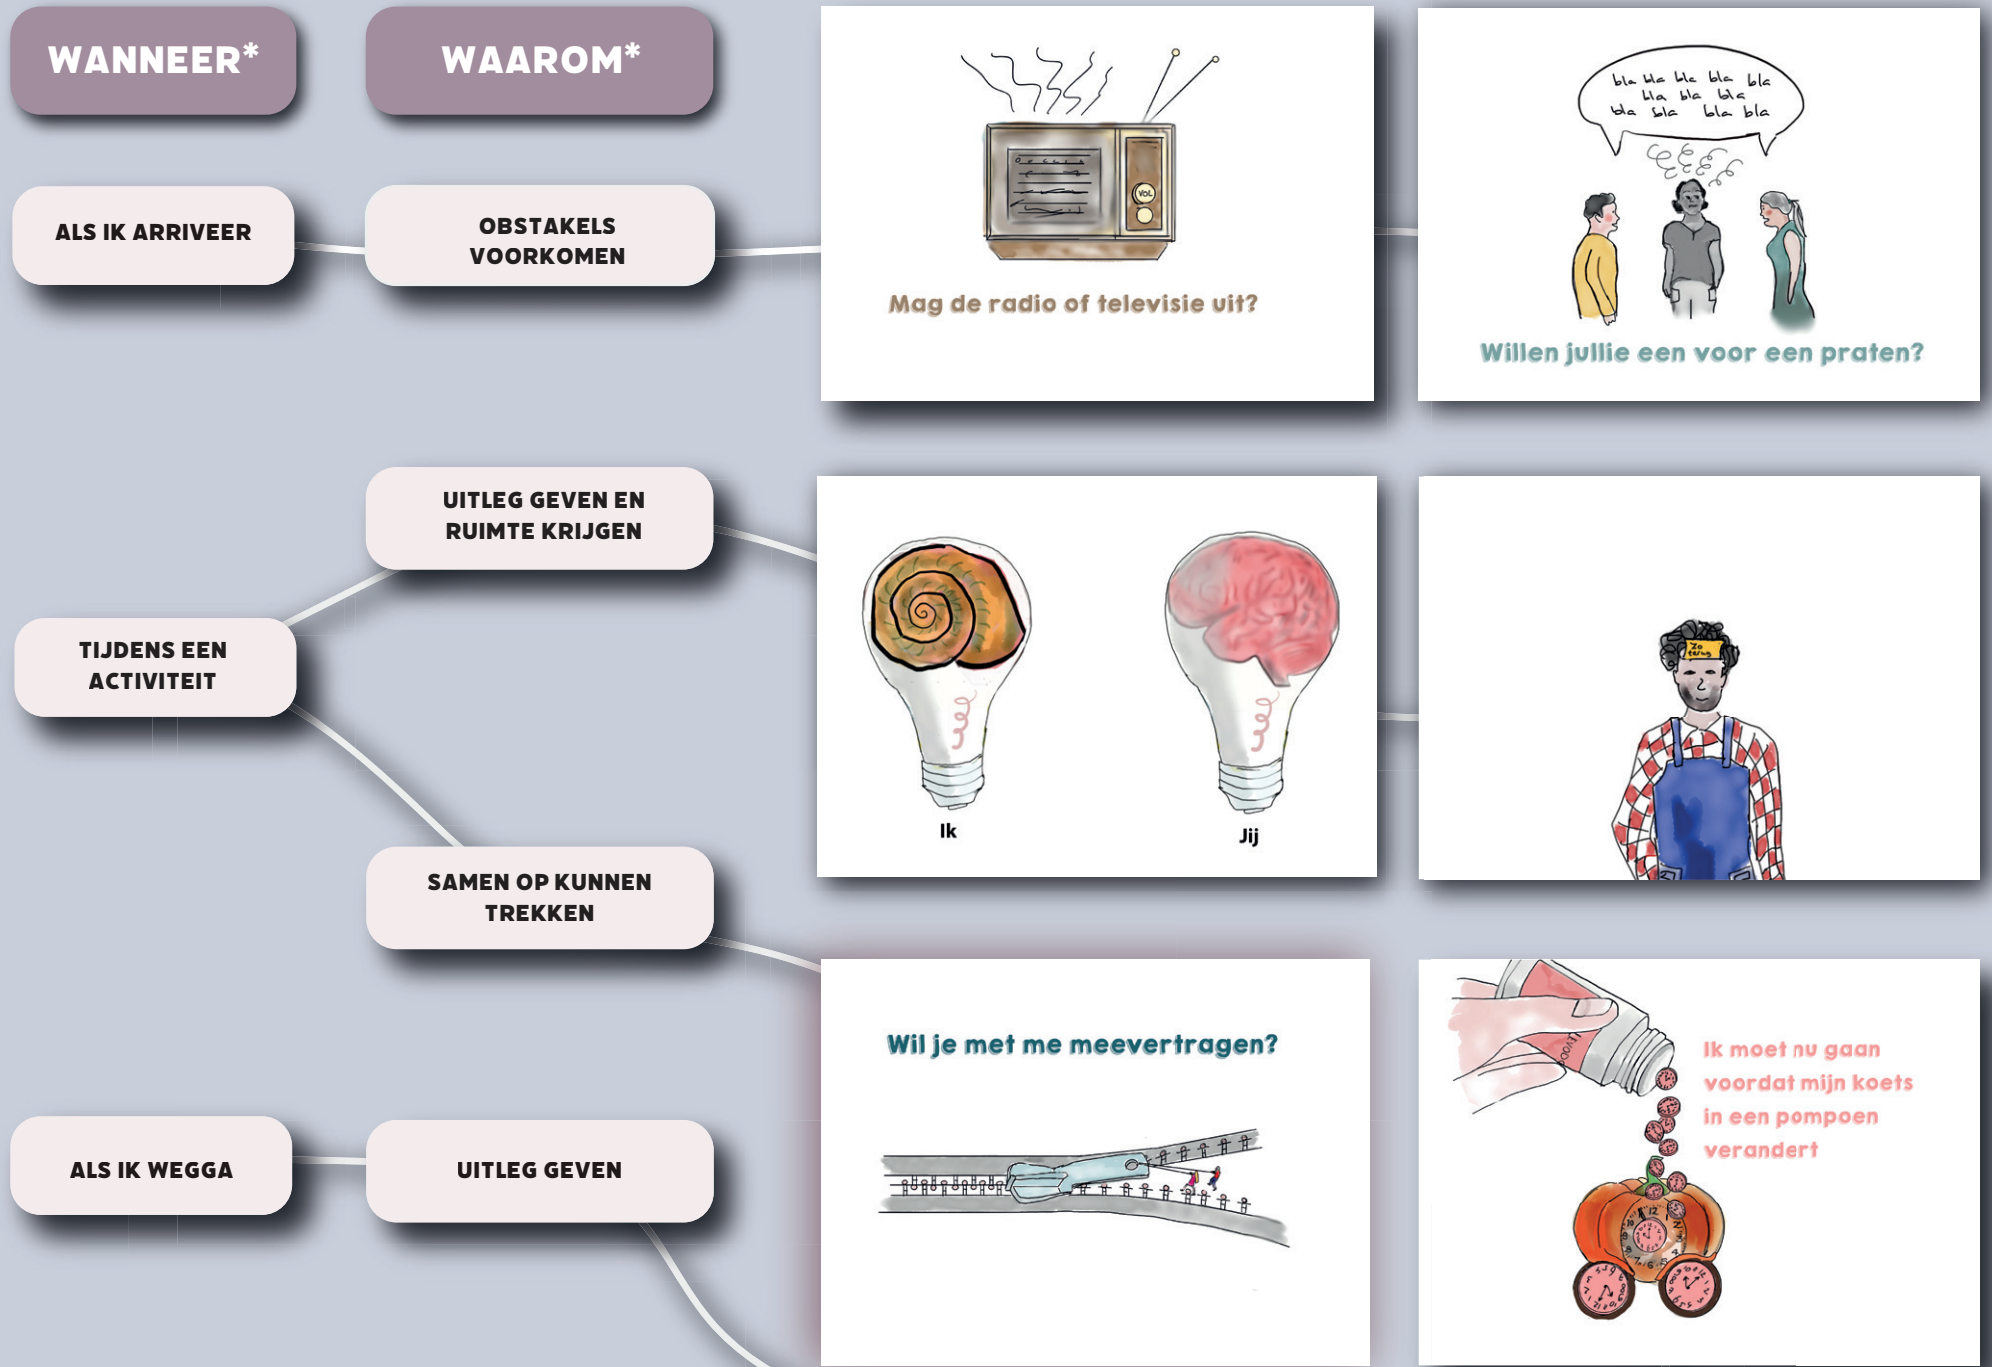 WANNEER*
WAAROM*
ALS IK ARRIVEER
OBSTAKELS
VOORKOMEN
VOL
Mag de radio of televisie uit?
bla bla bla bla bla
bla bla bla
bla bla bla bla
Willen jullie een voor een praten?
TIJDENS EEN
ACTIVITEIT
UITLEG GEVEN EN
RUIMTE KRIJGEN
Ik
Jij
Zo
terug
SAMEN OP KUNNEN
TREKKEN
Wil je met me meevertragen?
Ik moet nu gaan
voordat mijn koets
in een pompoen
verandert
ALS IK WEGGA
UITLEG GEVEN